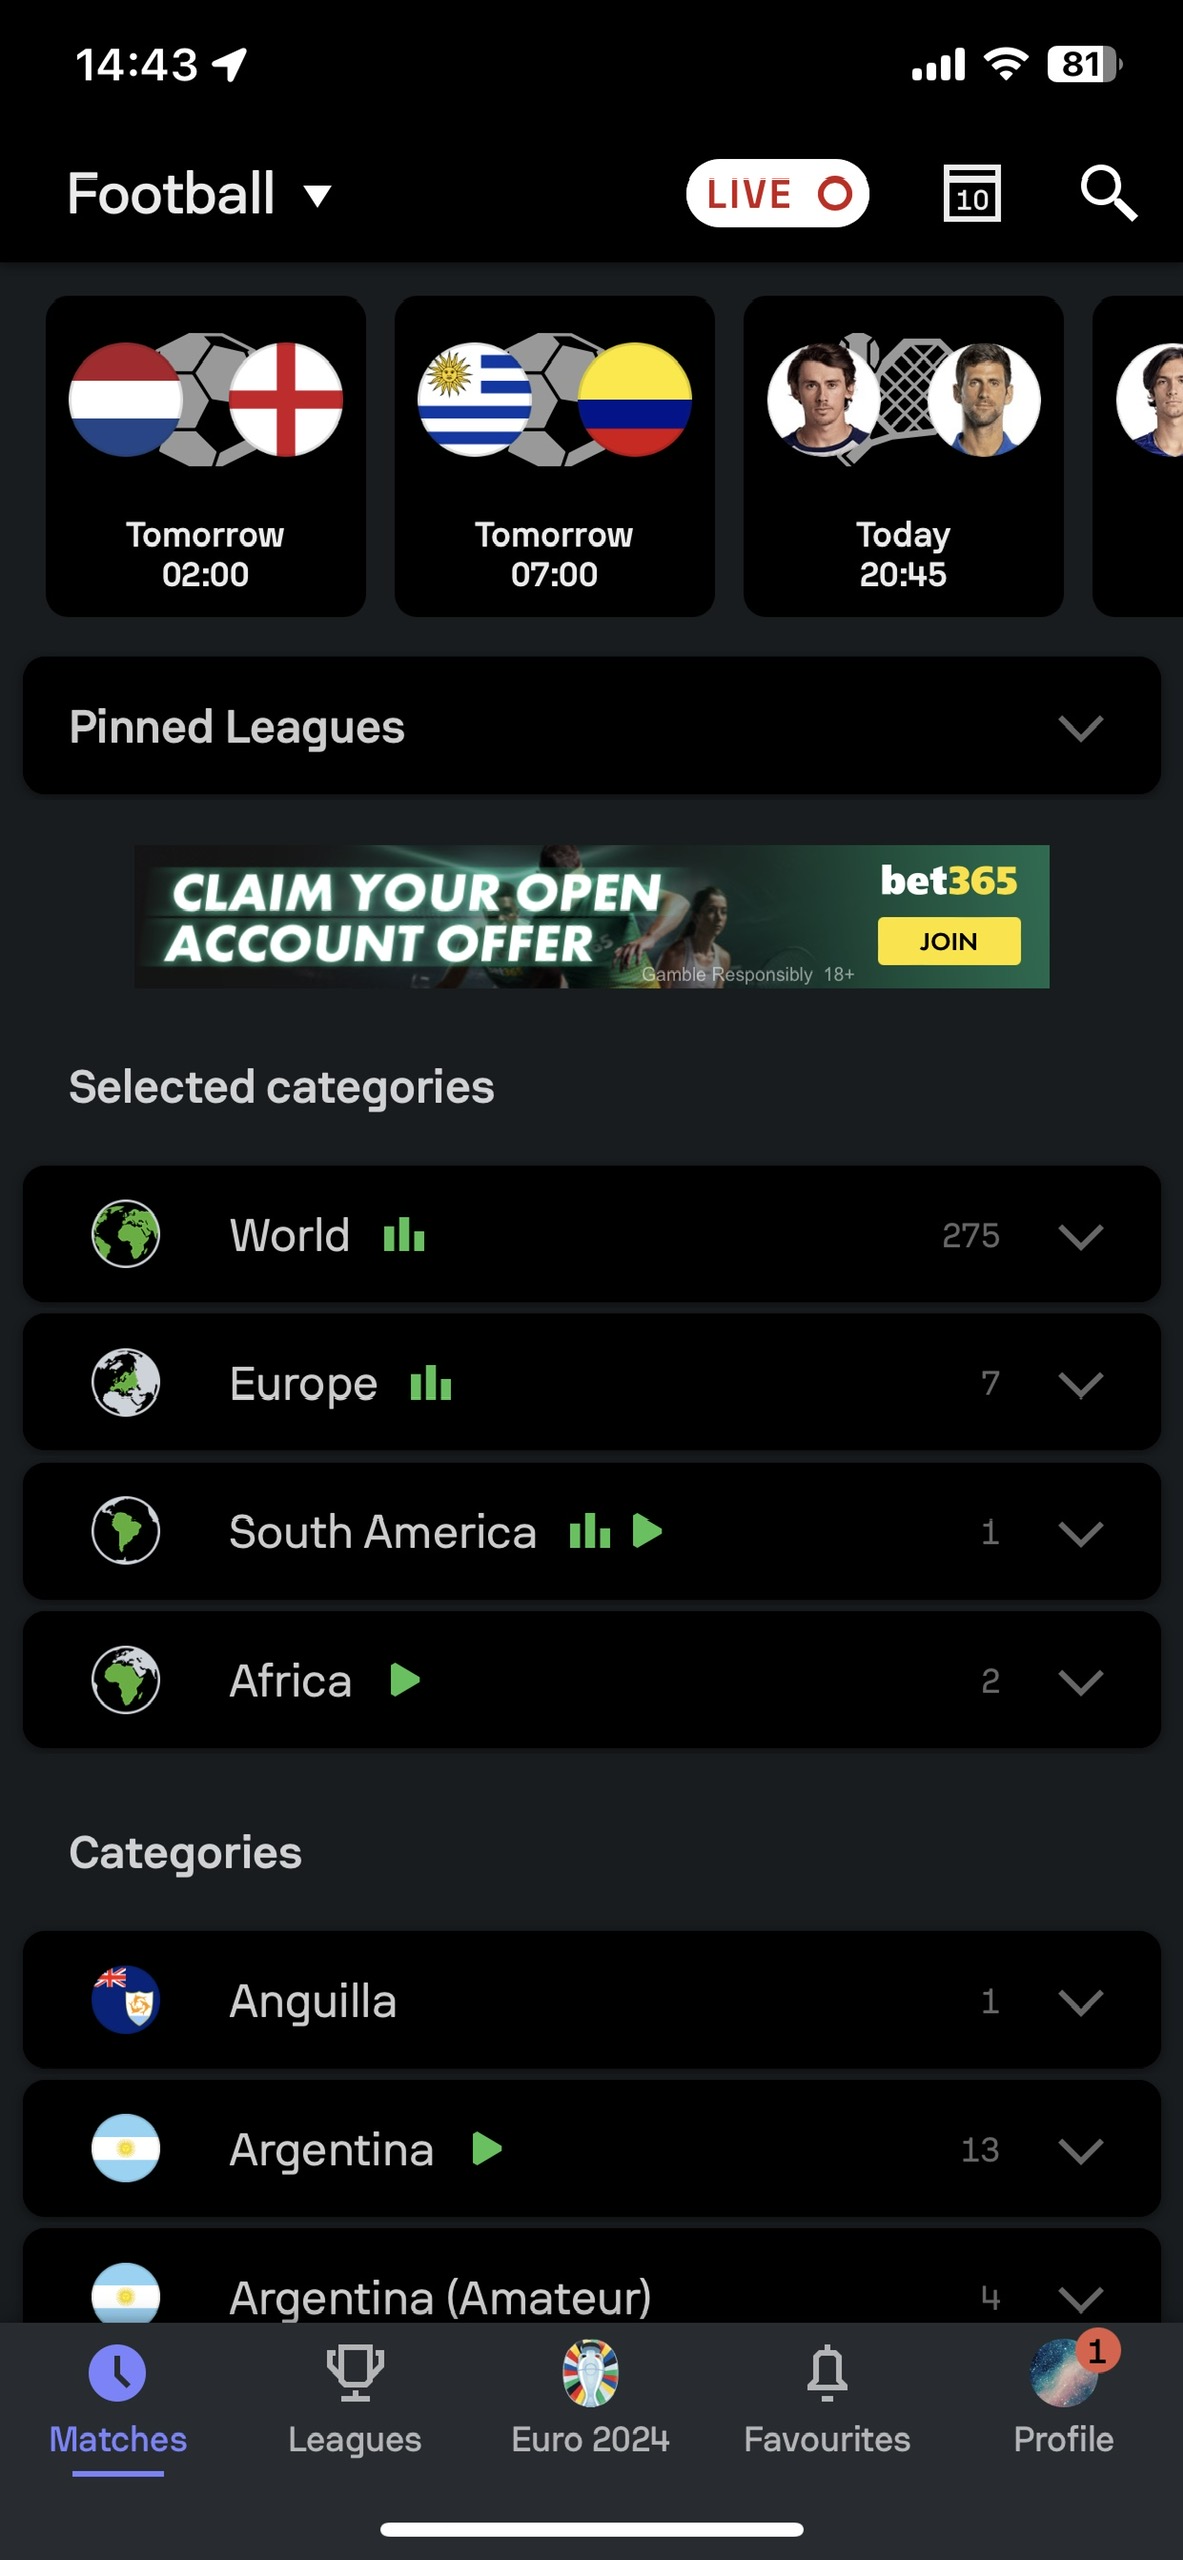 14:43
81
Football
LIVE
10
Tomorrow
02:00
Tomorrow
07:00
Today
20:45
Pinned Leagues
CLAIM YOUR OPEN
ACCOUNT OFFER
Gamble Responsibly 18+
bet365
JOIN
Selected categories
World 275
Europe 7
South America 1
Africa 2
Categories
Anguilla 1
Argentina 13
Argentina (Amateur) 4
1
Matches
Leagues
Euro 2024
Favourites
Profile